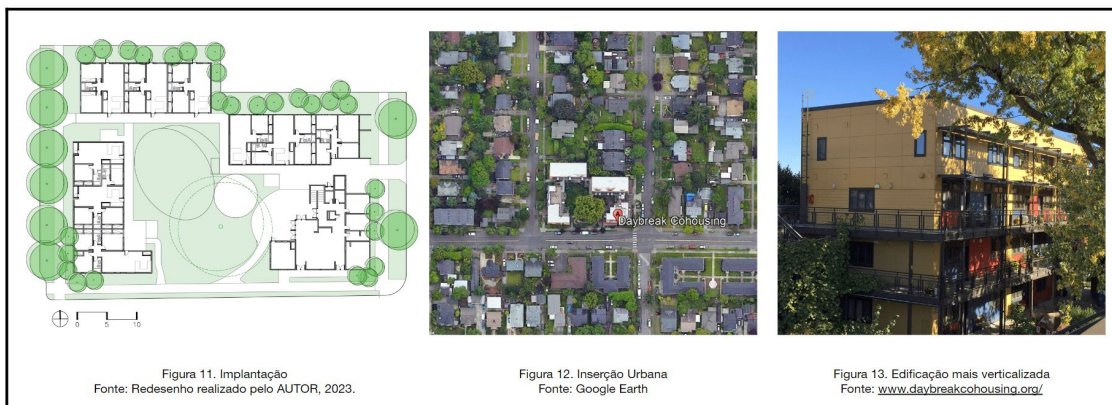 0
5
10
Daybreak Cohousing
Figura 11. Implantação
Fonte: Redesenho realizado pelo AUTOR, 2023.
Figura 12. Inserção Urbana
Fonte: Google Earth
Figura 13. Edificação mais verticalizada
Fonte: www.daybreakcohousing.org/